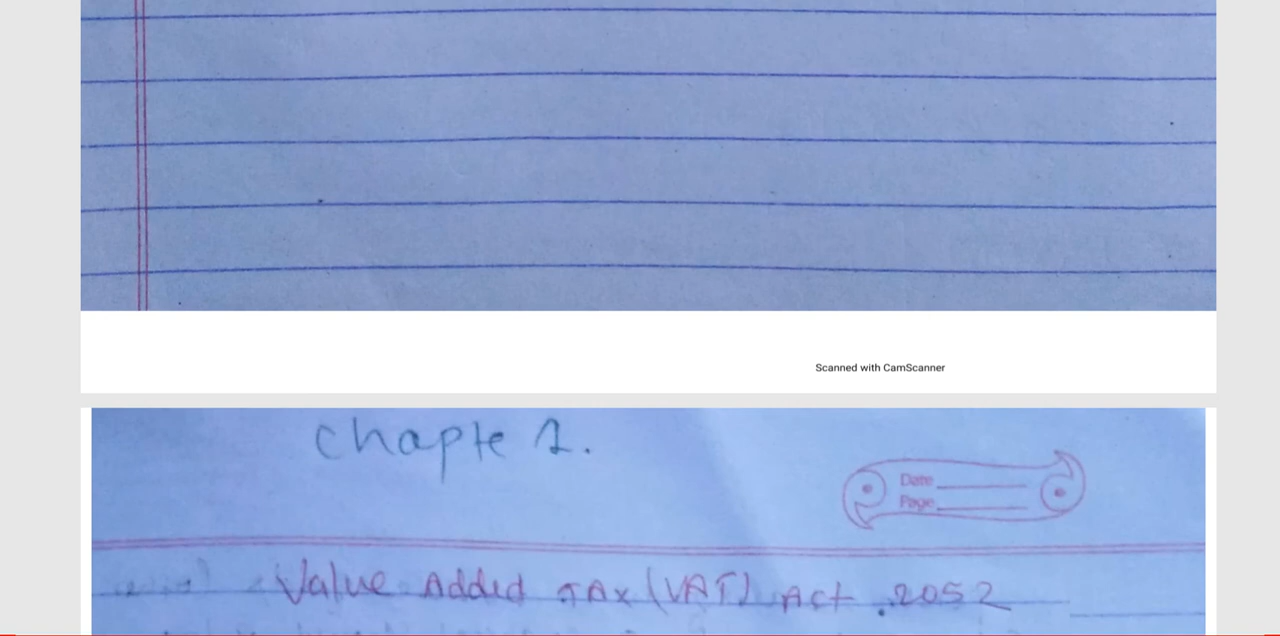 Scanned with CamScanner
Chapte 1.
Date
Page
Value Added TAx (VAT) Act .2052